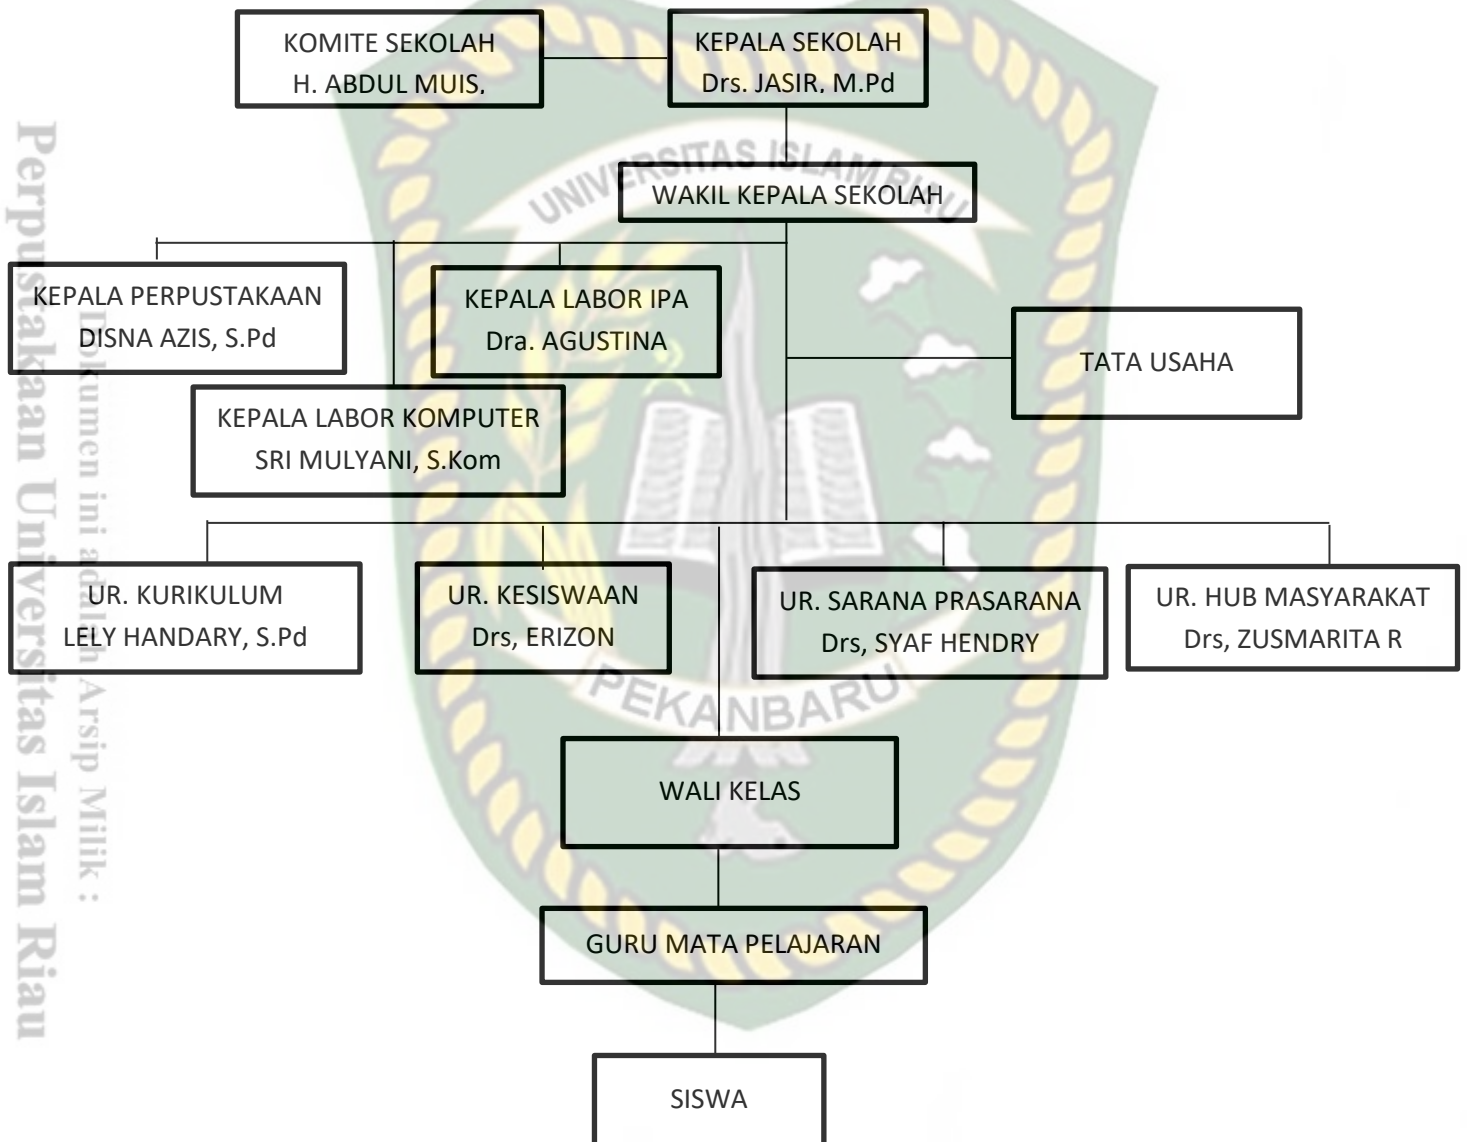 KOMITE SEKOLAH
H. ABDUL MUIS,
KEPALA SEKOLAH
Drs. JASIR, M.Pd
UNIVERSITAS ISLAM RIAU
WAKIL KEPALA SEKOLAH
KEPALA PERPUSTAKAAN
DISNA AZIS, S.Pd
KEPALA LABOR IPA
Dra. AGUSTINA
TATA USAHA
KEPALA LABOR KOMPUTER
SRI MULYANI, S.Kom
UR. KURIKULUM
LELY HANDARY, S.Pd
UR. KESISWAAN
Drs, ERIZON
UR. SARANA PRASARANA
Drs, SYAF HENDRY
UR. HUB MASYARAKAT
Drs, ZUSMARITA R
PEKANBARU
WALI KELAS
GURU MATA PELAJARAN
SISWA
Dokumen ini adalah Arsip Milik :
Perpustakaan Universitas Islam Riau